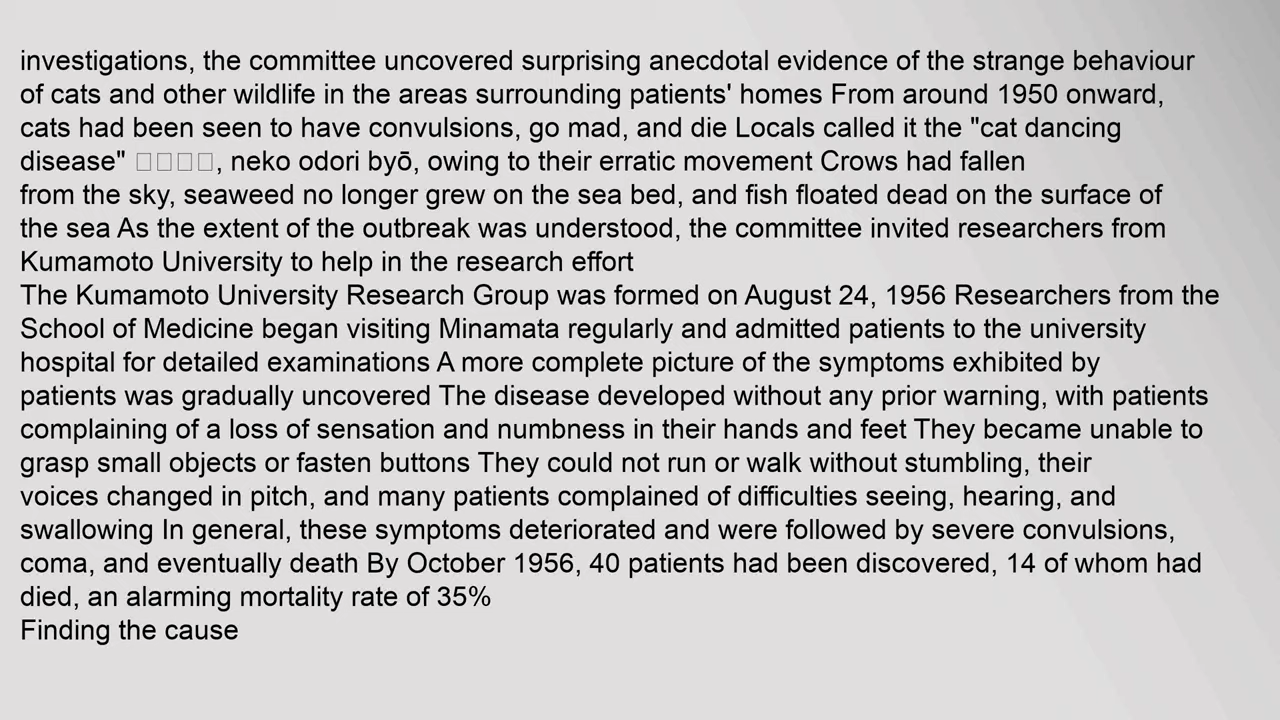 investigations, the committee uncovered surprising anecdotal evidence of the strange behaviour
of cats and other wildlife in the areas surrounding patients' homes From around 1950 onward,
cats had been seen to have convulsions, go mad, and die Locals called it the "cat dancing
disease" □□□□, neko odori byō, owing to their erratic movement Crows had fallen
from the sky, seaweed no longer grew on the sea bed, and fish floated dead on the surface of
the sea As the extent of the outbreak was understood, the committee invited researchers from
Kumamoto University to help in the research effort
The Kumamoto University Research Group was formed on August 24, 1956 Researchers from the
School of Medicine began visiting Minamata regularly and admitted patients to the university
hospital for detailed examinations A more complete picture of the symptoms exhibited by
patients was gradually uncovered The disease developed without any prior warning, with patients
complaining of a loss of sensation and numbness in their hands and feet They became unable to
grasp small objects or fasten buttons They could not run or walk without stumbling, their
voices changed in pitch, and many patients complained of difficulties seeing, hearing, and
swallowing In general, these symptoms deteriorated and were followed by severe convulsions,
coma, and eventually death By October 1956, 40 patients had been discovered, 14 of whom had
died, an alarming mortality rate of 35%
Finding the cause